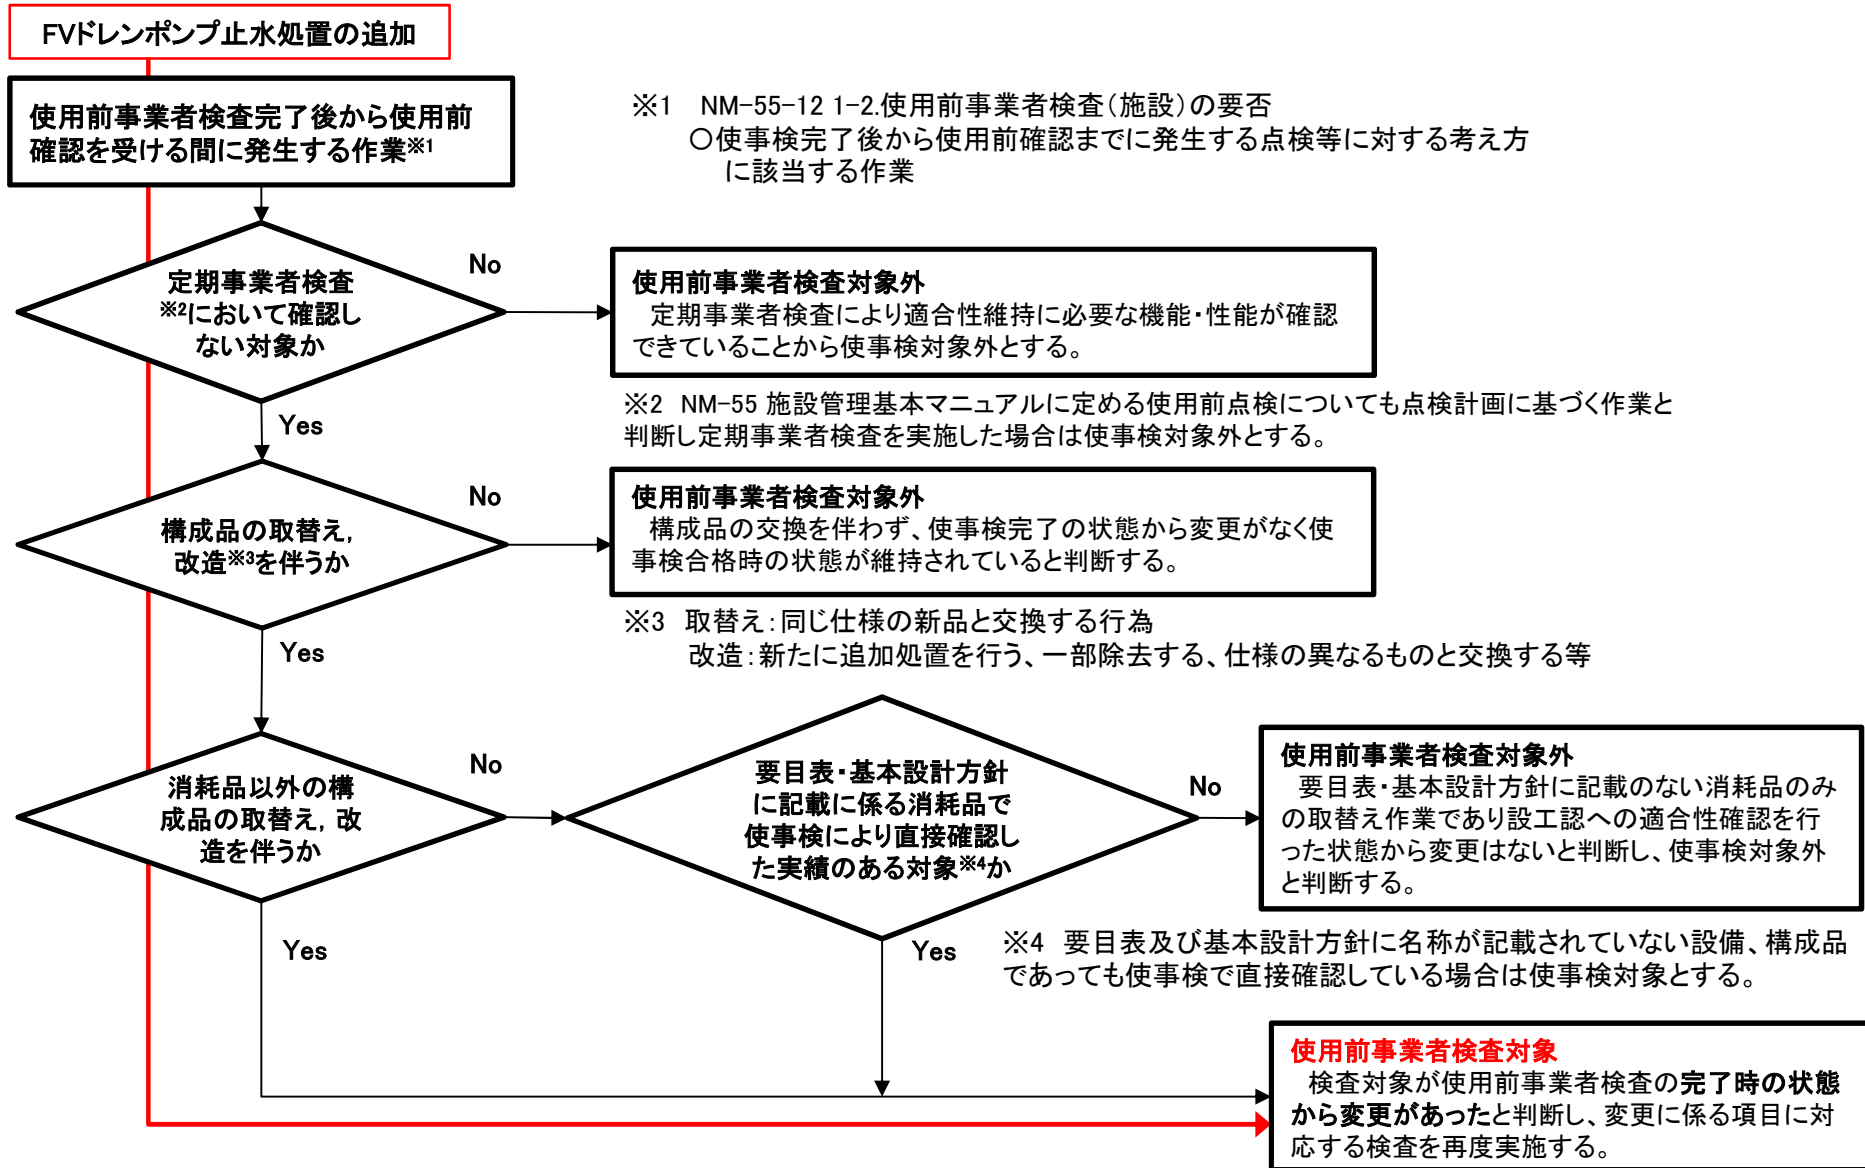 FVドレンポンプ止水処置の追加
使用前事業者検査完了後から使用前
確認を受ける間に発生する作業※1
※1　NM-55-12 1-2.使用前事業者検査（施設）の要否
〇使事検完了後から使用前確認までに発生する点検等に対する考え方
に該当する作業
定期事業者検査
※2において確認し
ない対象か
No
Yes
使用前事業者検査対象外
定期事業者検査により適合性維持に必要な機能・性能が確認
できていることから使事検対象外とする。
※2 NM-55 施設管理基本マニュアルに定める使用前点検についても点検計画に基づく作業と
判断し定期事業者検査を実施した場合は使事検対象外とする。
構成品の取替え，
改造※3を伴うか
No
Yes
使用前事業者検査対象外
構成品の交換を伴わず、使事検完了の状態から変更がなく使
事検合格時の状態が維持されていると判断する。
※3　取替え：同じ仕様の新品と交換する行為
改造：新たに追加処置を行う、一部除去する、仕様の異なるものと交換する等
消耗品以外の構
成品の取替え，改
造を伴うか
No
Yes
要目表・基本設計方針
に記載に係る消耗品で
使事検により直接確認し
た実績のある対象※4か
No
Yes
使用前事業者検査対象外
要目表・基本設計方針に記載のない消耗品のみ
の取替え作業であり設工認への適合性確認を行
った状態から変更はないと判断し、使事検対象外
と判断する。
※4　要目表及び基本設計方針に名称が記載されていない設備、構成品
であっても使事検で直接確認している場合は使事検対象とする。
使用前事業者検査対象
検査対象が使用前事業者検査の完了時の状態
から変更があったと判断し、変更に係る項目に対
応する検査を再度実施する。